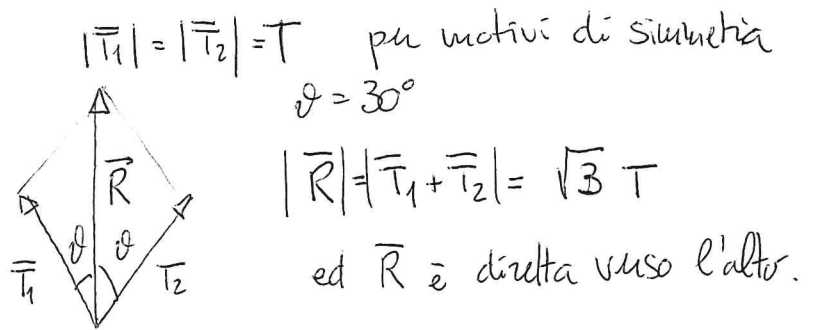 |T̿₁| = |T̿₂| = T per motivi di simmetria
ϑ = 30°
R⃗
|R̄| = |T̿₁ + T̿₂| = √3 T
ϑ ϑ
T̿₁ T₂
ed R̄ è diretta verso l'alto.